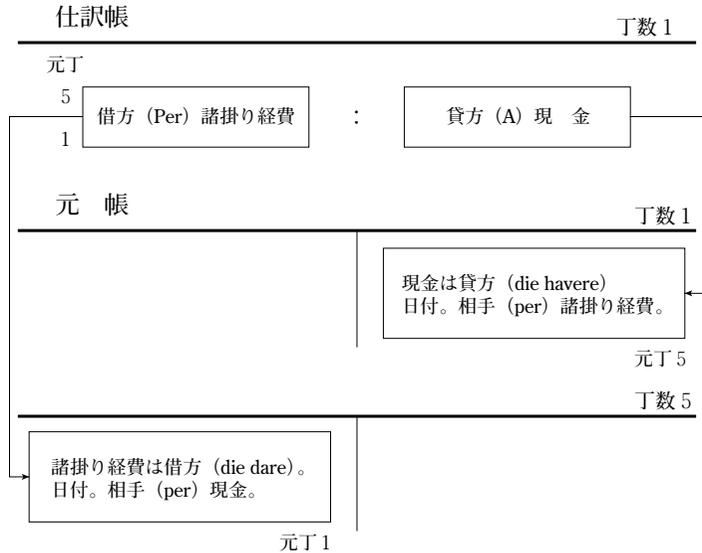 仕訳帳
丁数 1
元丁
5
1
借方（Per）諸掛り経費
：
貸方（A）現　金
元　帳
丁数 1
現金は貸方（die havere）
日付。相手（per）諸掛り経費。
元丁 5
丁数 5
諸掛り経費は借方（die dare）。
日付。相手（per）現金。
元丁 1